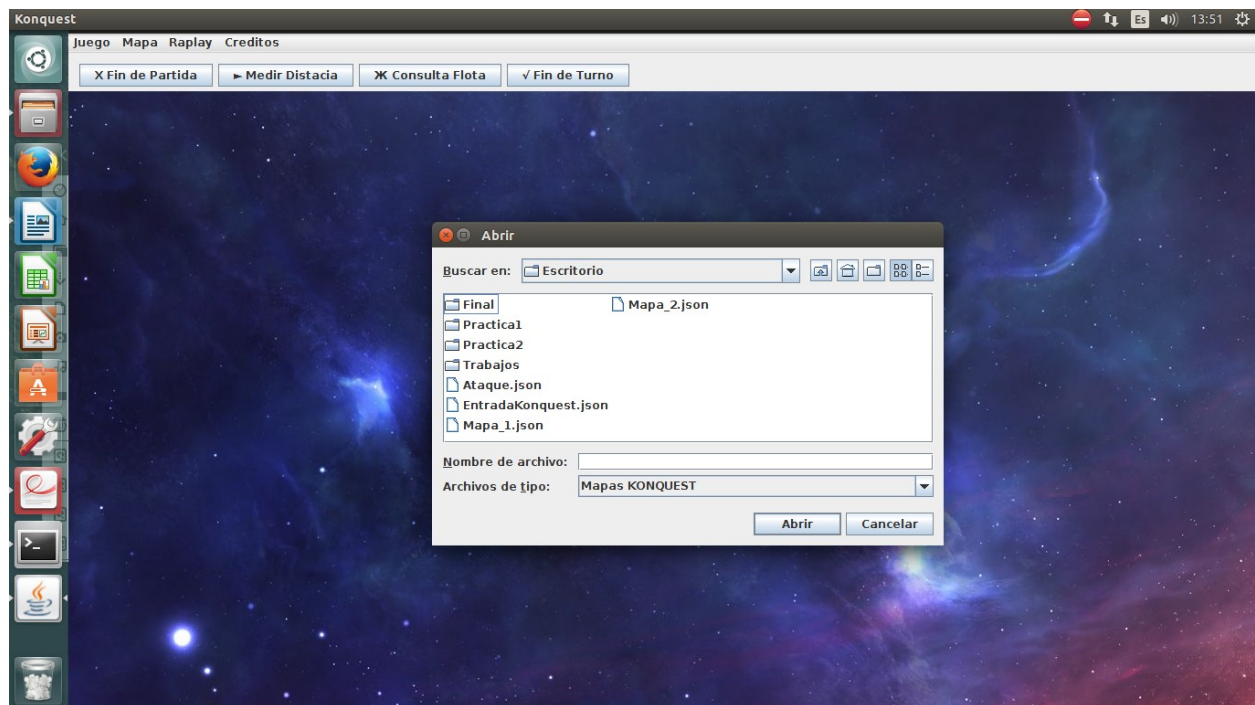 Konquest
Es 13:51
Juego Mapa Raplay Creditos
X Fin de Partida ► Medir Distacia Ж Consulta Flota √ Fin de Turno
Abrir
Buscar en: Escritorio
Final Mapa_2.json
Practica1
Practica2
Trabajos
Ataque.json
EntradaKonquest.json
Mapa_1.json
Nombre de archivo:
Archivos de tipo: Mapas KONQUEST
Abrir Cancelar